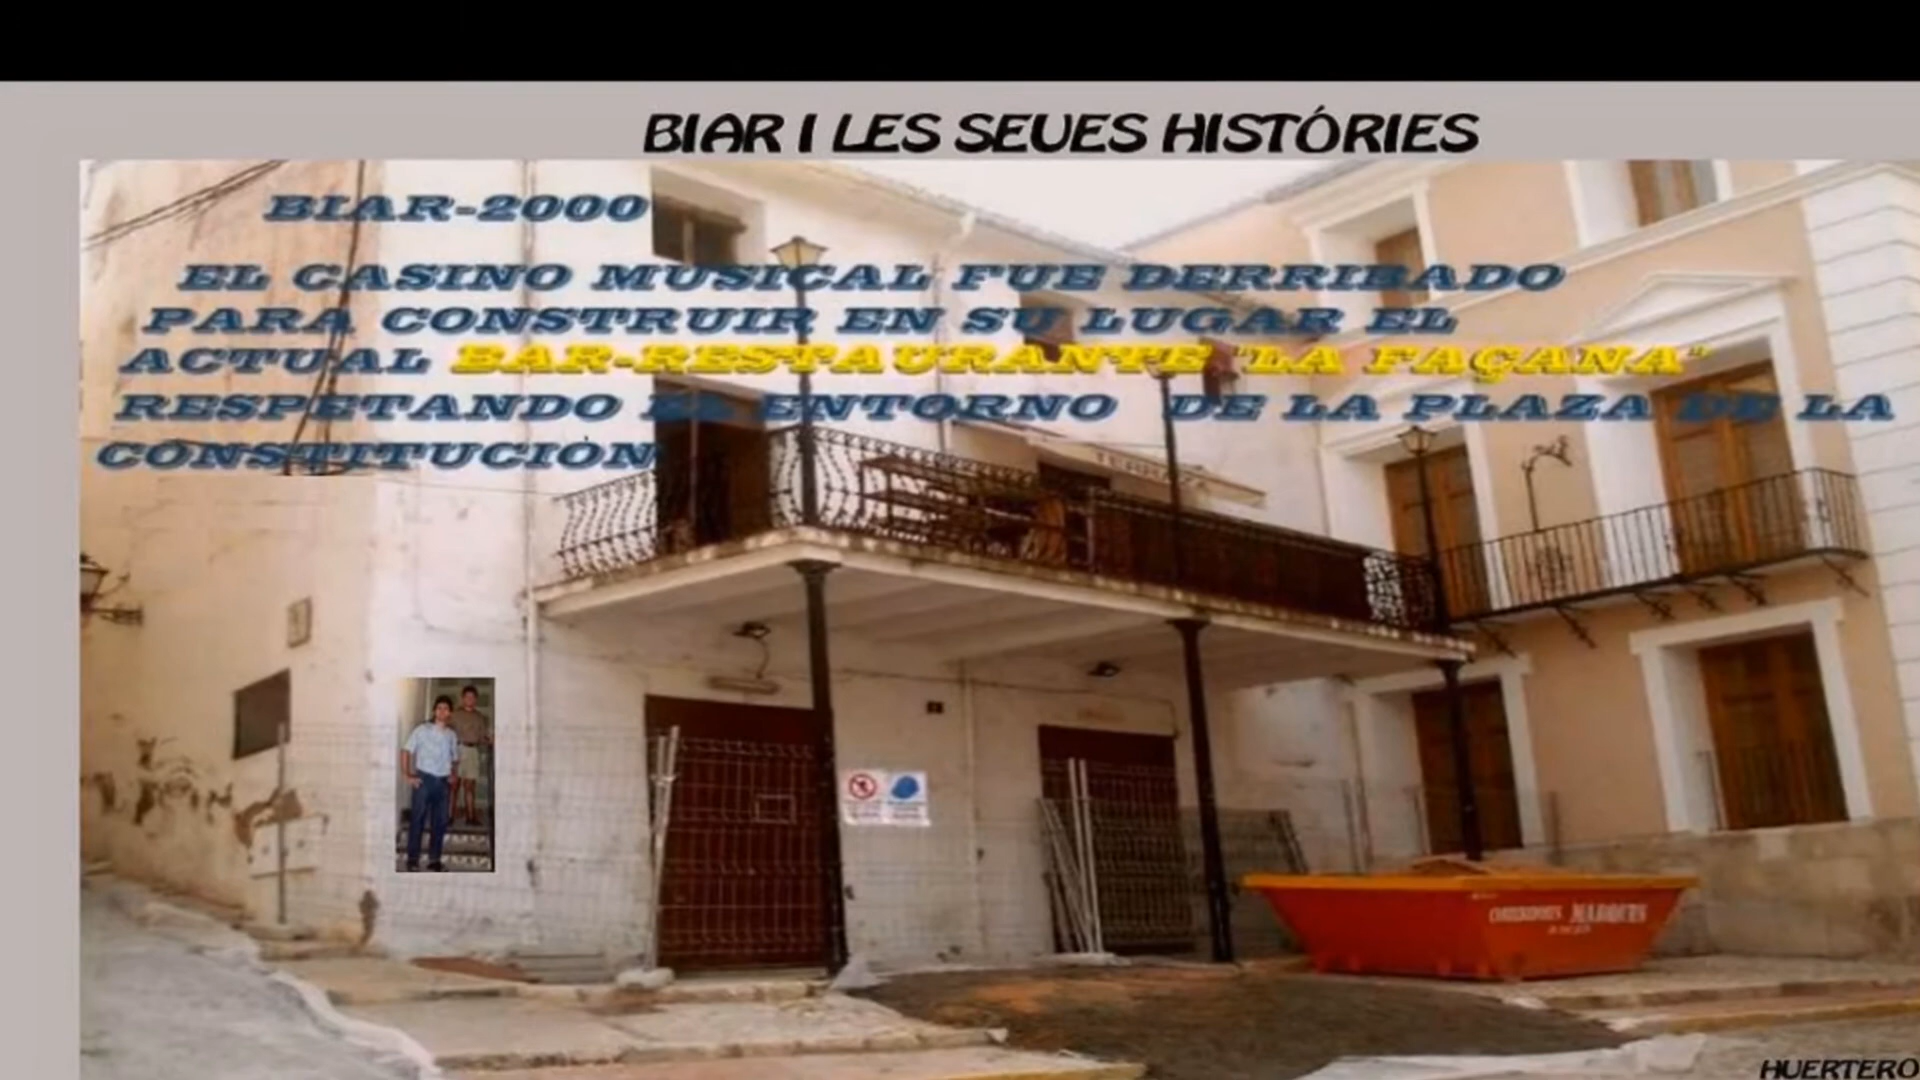 BIAR I LES SEUES HISTÓRIES
BIAR-2000
EL CASINO MUSICAL FUE DERRIBADO
PARA CONSTRUIR EN SU LUGAR EL
ACTUAL BAR-RESTAURANTE "LA FAÇANA"
RESPETANDO EL ENTORNO DE LA PLAZA DE LA
CONSTITUCIÓN
HUERTERO